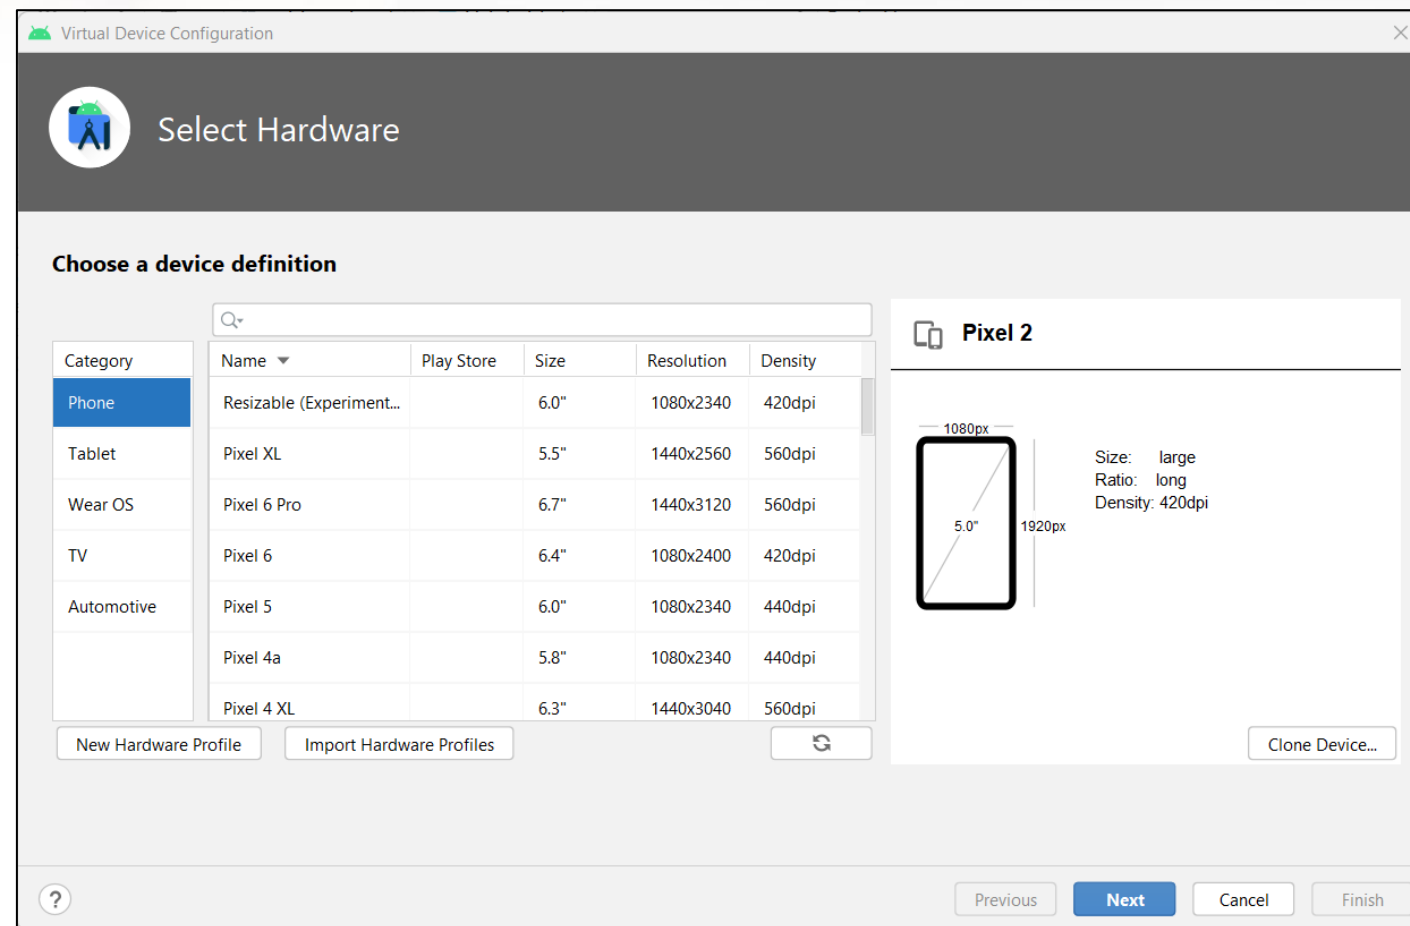 Virtual Device Configuration
Select Hardware
Choose a device definition
Category
Phone
Tablet
Wear OS
TV
Automotive
Name Play Store Size Resolution Density
Resizable (Experiment... 6.0" 1080x2340 420dpi
Pixel XL 5.5" 1440x2560 560dpi
Pixel 6 Pro 6.7" 1440x3120 560dpi
Pixel 6 6.4" 1080x2400 420dpi
Pixel 5 6.0" 1080x2340 440dpi
Pixel 4a 5.8" 1080x2340 440dpi
Pixel 4 XL 6.3" 1440x3040 560dpi
New Hardware Profile Import Hardware Profiles
Pixel 2
1080px
5.0" 1920px
Size: large
Ratio: long
Density: 420dpi
Clone Device...
? Previous Next Cancel Finish